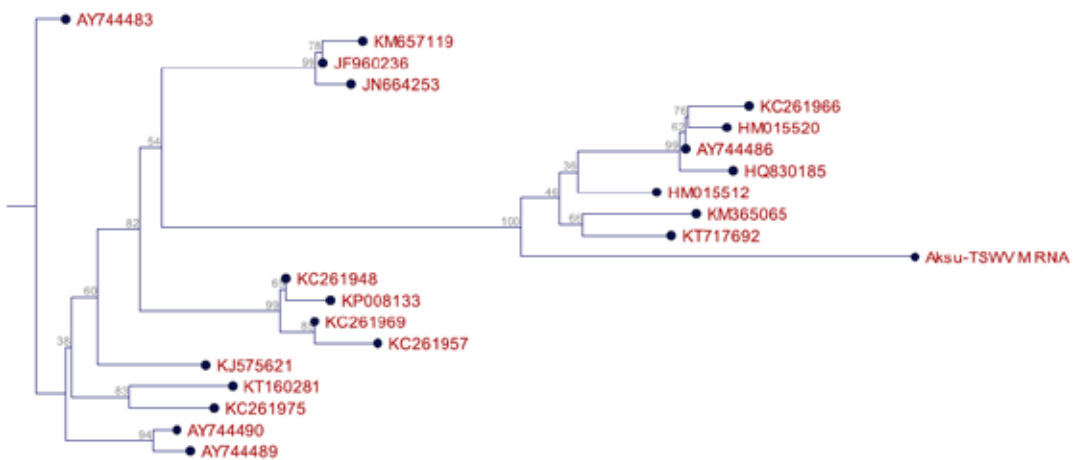 AY744483
KM657119
78
99
JF960236
JN664253
KC261966
76
HM015520
62
AY744486
99
HQ830185
54
36
HM015512
46
KM365065
66
KT717692
82
100
Aksu-TSWV M RNA
KC261948
KP008133
60
99
KC261969
KC261957
38
KJ575621
KT160281
83
KC261975
AY744490
94
AY744489